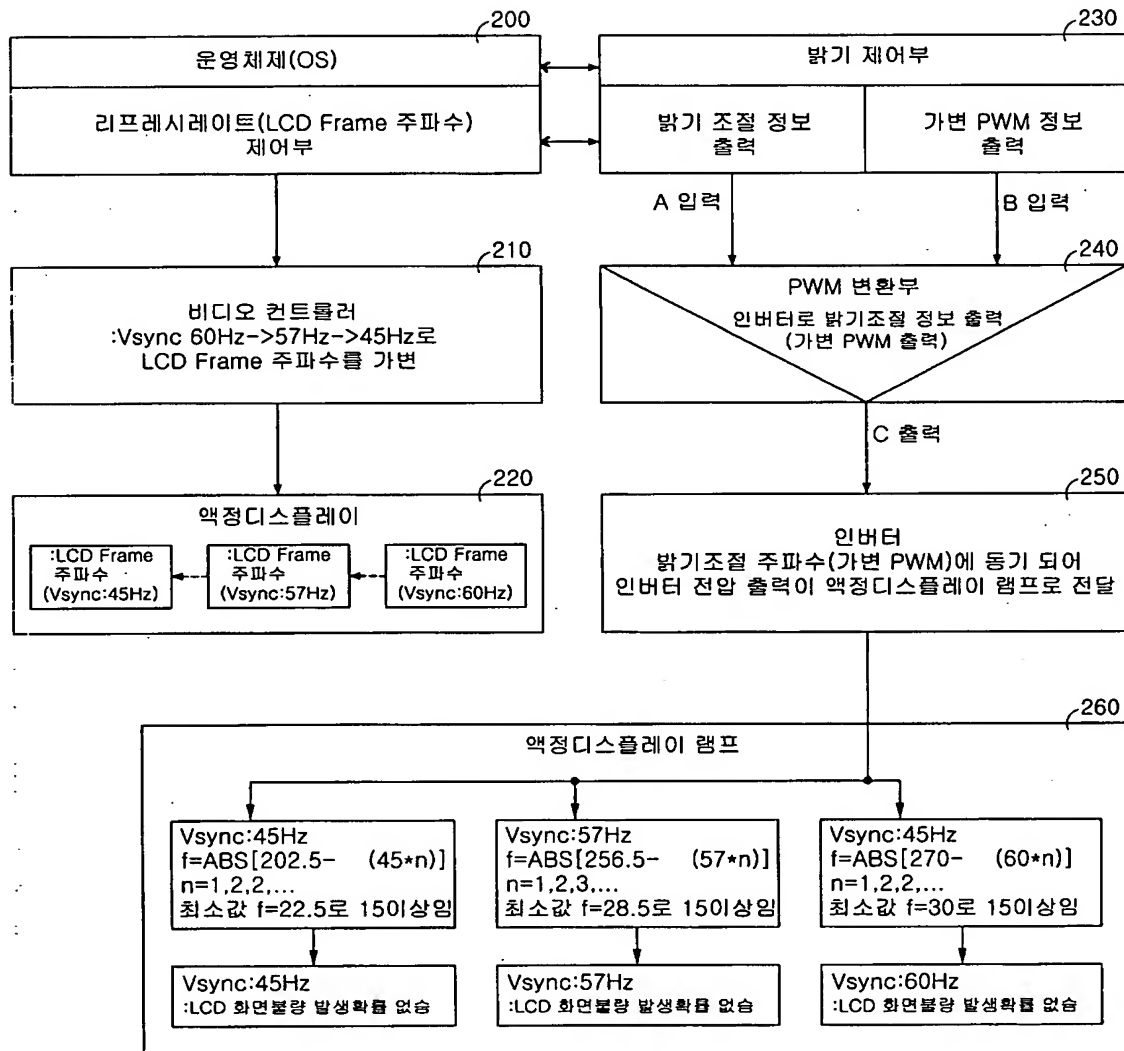 200
운영체제(OS)
리프레시레이트(LCD Frame 주파수)
제어부
230
밝기 제어부
밝기 조절 정보
출력
가변 PWM 정보
출력
A 입력
B 입력
210
비디오 컨트롤러
:Vsync 60Hz->57Hz->45Hz로
LCD Frame 주파수를 가변
240
PWM 변환부
인버터로 밝기조절 정보 출력
(가변 PWM 출력)
C 출력
220
액정디스플레이
:LCD Frame
주파수
(Vsync:45Hz)
:LCD Frame
주파수
(Vsync:57Hz)
:LCD Frame
주파수
(Vsync:60Hz)
250
인버터
밝기조절 주파수(가변 PWM)에 동기 되어
인버터 전압 출력이 액정디스플레이 램프로 전달
260
액정디스플레이 램프
Vsync:45Hz
f=ABS[202.5- (45*n)]
n=1,2,2,...
최소값 f=22.5로 15이상임
Vsync:57Hz
f=ABS[256.5- (57*n)]
n=1,2,3,...
최소값 f=28.5로 15이상임
Vsync:45Hz
f=ABS[270- (60*n)]
n=1,2,2,...
최소값 f=30로 15이상임
Vsync:45Hz
:LCD 화면불량 발생확률 없슴
Vsync:57Hz
:LCD 화면불량 발생확률 없슴
Vsync:60Hz
:LCD 화면불량 발생확률 없슴